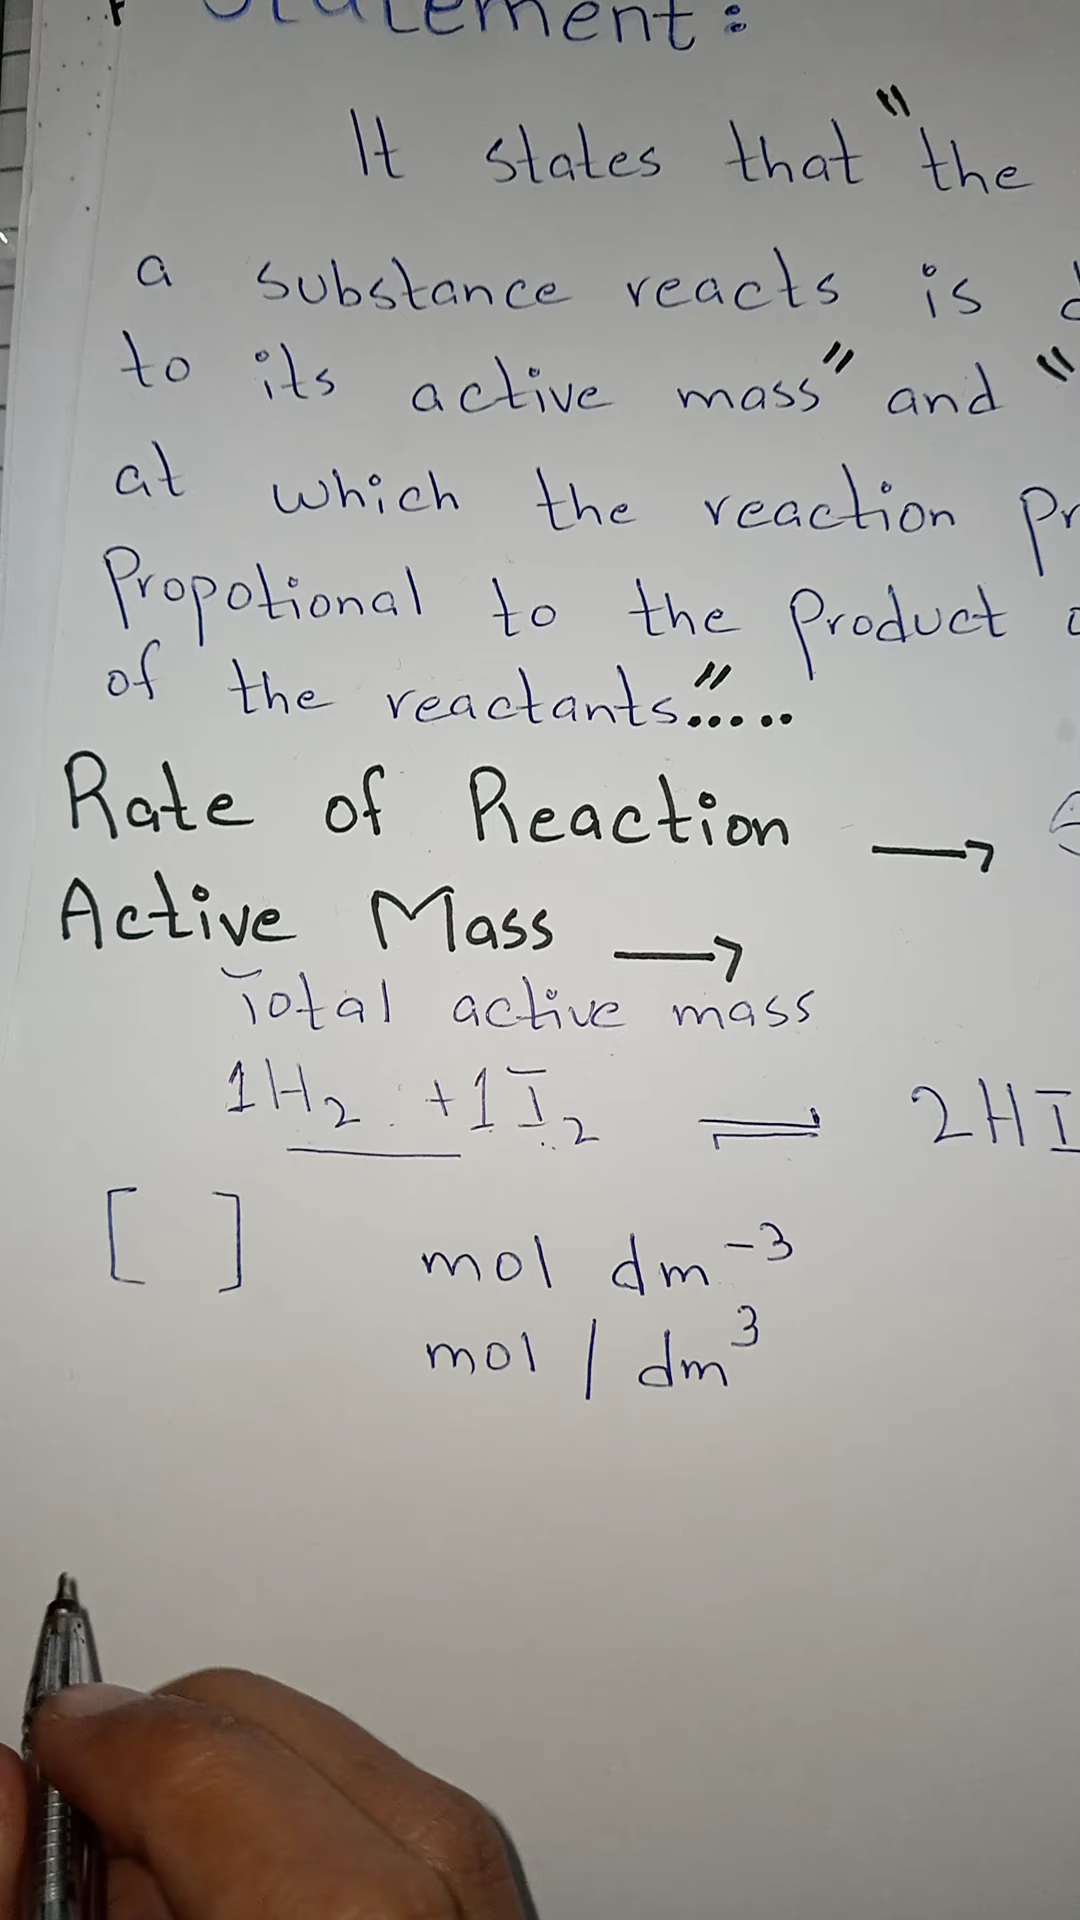 Statement:
It states that "the
a substance reacts is
to its active mass" and "
at which the reaction pr
Propotional to the Product
of the reactants".....
Rate of Reaction →
Active Mass →
Total active mass
1H₂ + 1I₂ ⇌ 2HI
[ ] mol dm⁻³
mol / dm³